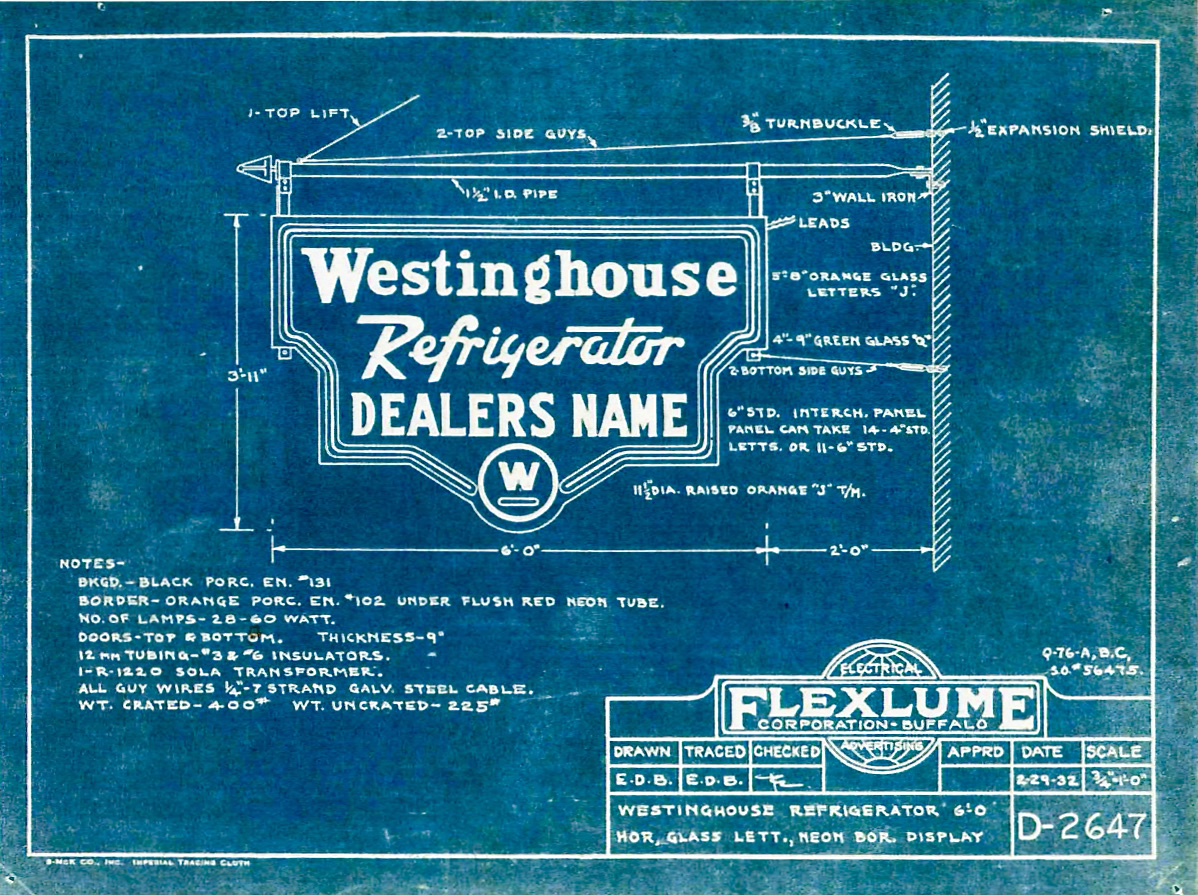 1-TOP LIFT
2-TOP SIDE GUYS
3/8" TURNBUCKLE
1/2" EXPANSION SHIELD.
1 1/2" I.D. PIPE
3" WALL IRON
LEADS
BLDG.
Westinghouse
5"-8" ORANGE GLASS
LETTERS "J".
Refrigerator
4"-9" GREEN GLASS "Q"
3'-11"
2-BOTTOM SIDE GUYS
DEALERS NAME
6" STD. INTERCH. PANEL
PANEL CAN TAKE 14-4" STD.
LETTS. OR 11-6" STD.
W
11 1/2" DIA. RAISED ORANGE "J" T/M.
6'-0"
2'-0"
NOTES-
BKGD.-BLACK PORC. EN. #131
BORDER-ORANGE PORC. EN. #102 UNDER FLUSH RED NEON TUBE.
NO. OF LAMPS-28-60 WATT.
DOORS-TOP & BOTTOM. THICKNESS-9"
12 MM TUBING-#3 & #6 INSULATORS.
1-R-1220 SOLA TRANSFORMER.
ALL GUY WIRES 1/4"-7 STRAND GALV. STEEL CABLE.
WT. CRATED-400# WT. UNCRATED-225#
Q-76-A,B,C,
S.O.#56475.
ELECTRICAL
FLEXLUME
CORPORATION-BUFFALO
ADVERTISING
DRAWN TRACED CHECKED APPRD DATE SCALE
E.D.B. E.D.B. 2-29-32 3/4"=1'-0"
WESTINGHOUSE REFRIGERATOR 6'-0"
HOR. GLASS LETT., NEON BOR. DISPLAY
D-2647
B-McK CO., INC. IMPERIAL TRACING CLOTH